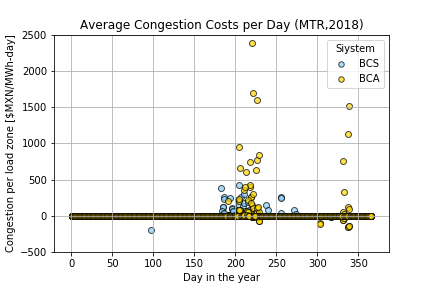 Average Congestion Costs per Day (MTR,2018)
Congestion per load zone [$MXN/MWh-day]
2500
2000
1500
1000
500
0
−500
0 50 100 150 200 250 300 350
Day in the year
Siystem
BCS
BCA